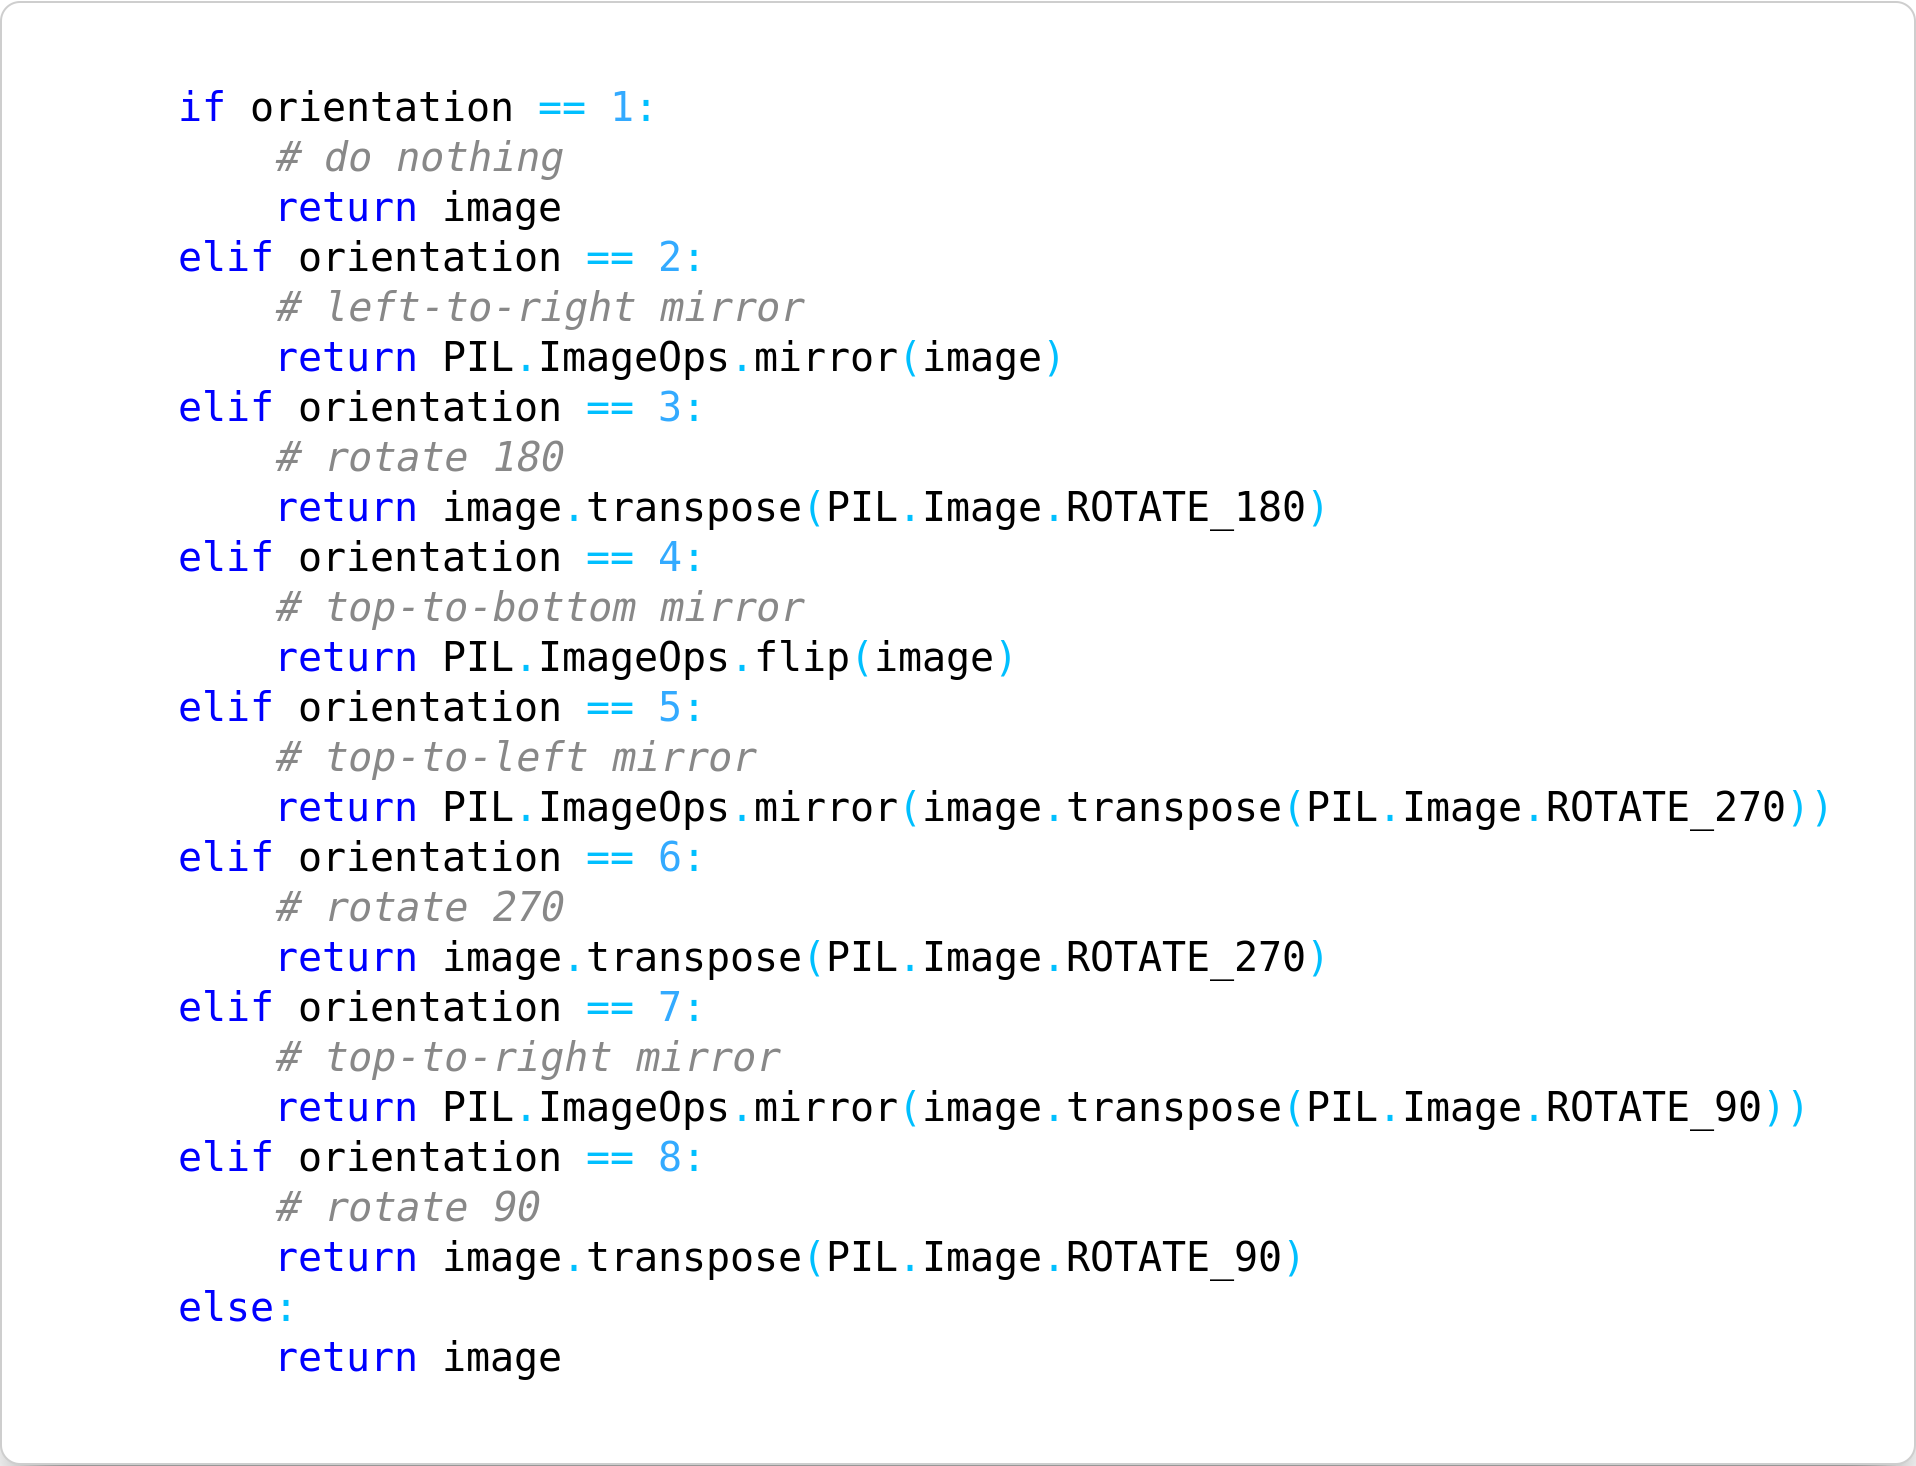 if orientation == 1:
    # do nothing
    return image
elif orientation == 2:
    # left-to-right mirror
    return PIL.ImageOps.mirror(image)
elif orientation == 3:
    # rotate 180
    return image.transpose(PIL.Image.ROTATE_180)
elif orientation == 4:
    # top-to-bottom mirror
    return PIL.ImageOps.flip(image)
elif orientation == 5:
    # top-to-left mirror
    return PIL.ImageOps.mirror(image.transpose(PIL.Image.ROTATE_270))
elif orientation == 6:
    # rotate 270
    return image.transpose(PIL.Image.ROTATE_270)
elif orientation == 7:
    # top-to-right mirror
    return PIL.ImageOps.mirror(image.transpose(PIL.Image.ROTATE_90))
elif orientation == 8:
    # rotate 90
    return image.transpose(PIL.Image.ROTATE_90)
else:
    return image